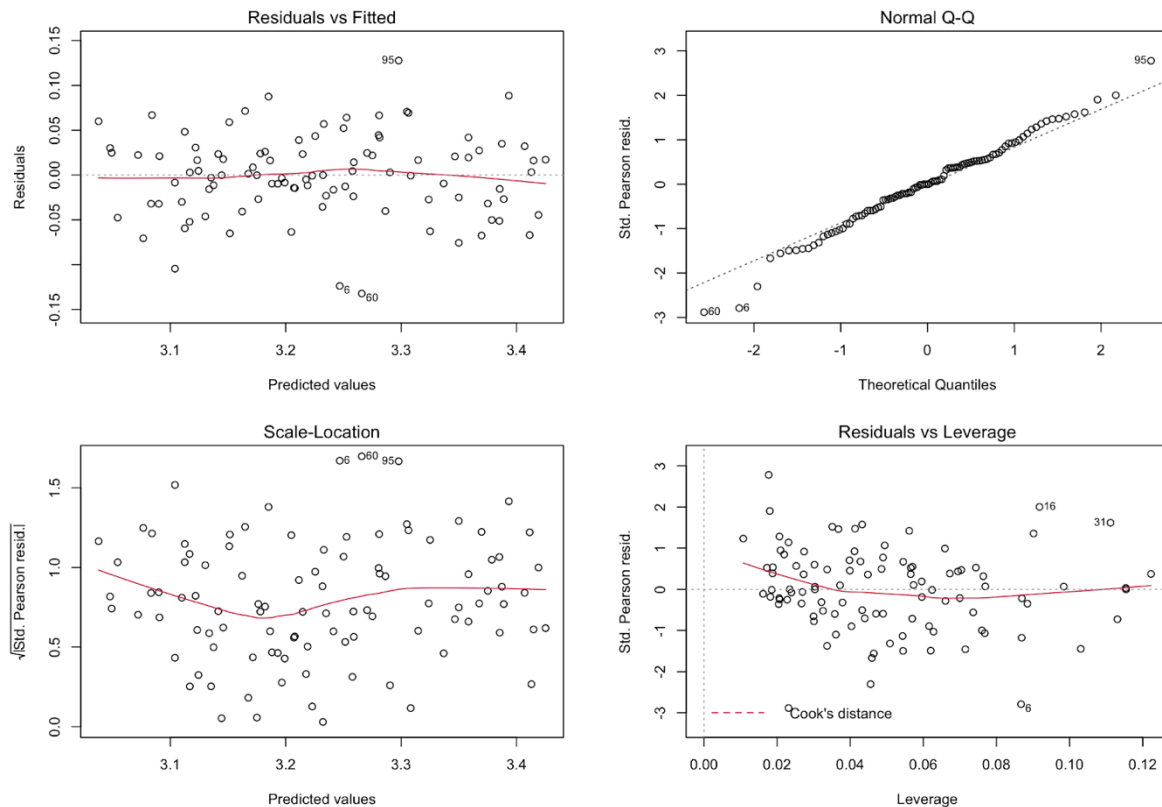 Residuals vs Fitted
Residuals
0.15
0.10
0.05
0.00
-0.05
-0.15
95
6
60
3.1 3.2 3.3 3.4
Predicted values
Normal Q-Q
Std. Pearson resid.
3
2
1
0
-1
-2
-3
95
60 6
-2 -1 0 1 2
Theoretical Quantiles
Scale-Location
√|Std. Pearson resid.|
1.5
1.0
0.5
0.0
6 60 95
3.1 3.2 3.3 3.4
Predicted values
Residuals vs Leverage
Std. Pearson resid.
3
2
1
0
-1
-2
-3
16
31
6
Cook's distance
0.00 0.02 0.04 0.06 0.08 0.10 0.12
Leverage